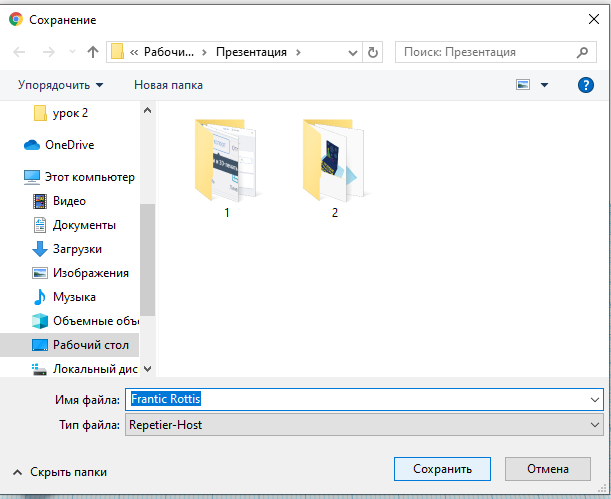 Сохранение
« Рабочи... › Презентация ›
Поиск: Презентация
Упорядочить
Новая папка
?
урок 2
OneDrive
Этот компьютер
Видео
Документы
Загрузки
Изображения
Музыка
Объемные объ
Рабочий стол
Локальный дис
1
2
Имя файла: Frantic Rottis
Тип файла: Repetier-Host
Скрыть папки
Сохранить
Отмена